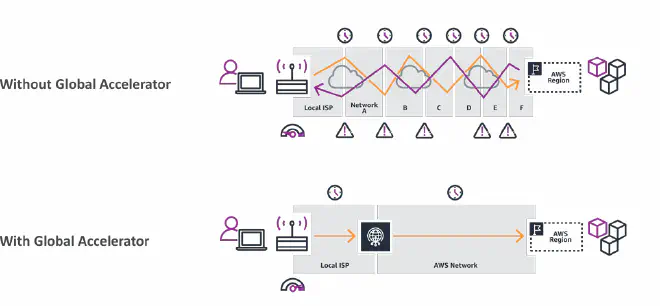 Without Global Accelerator
Local ISP
Network
A
B
C
D
E
F
AWS
Region
With Global Accelerator
Local ISP
AWS Network
AWS
Region